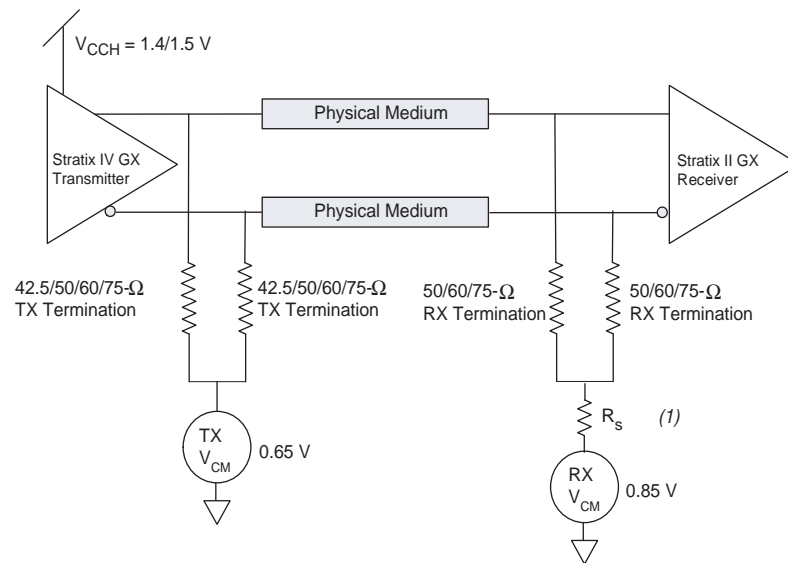 V_CCH = 1.4/1.5 V
Physical Medium
Stratix IV GX
Transmitter
Stratix II GX
Receiver
Physical Medium
42.5/50/60/75-Ω
TX Termination
42.5/50/60/75-Ω
TX Termination
50/60/75-Ω
RX Termination
50/60/75-Ω
RX Termination
R_s (1)
TX
V_CM
0.65 V
RX
V_CM
0.85 V